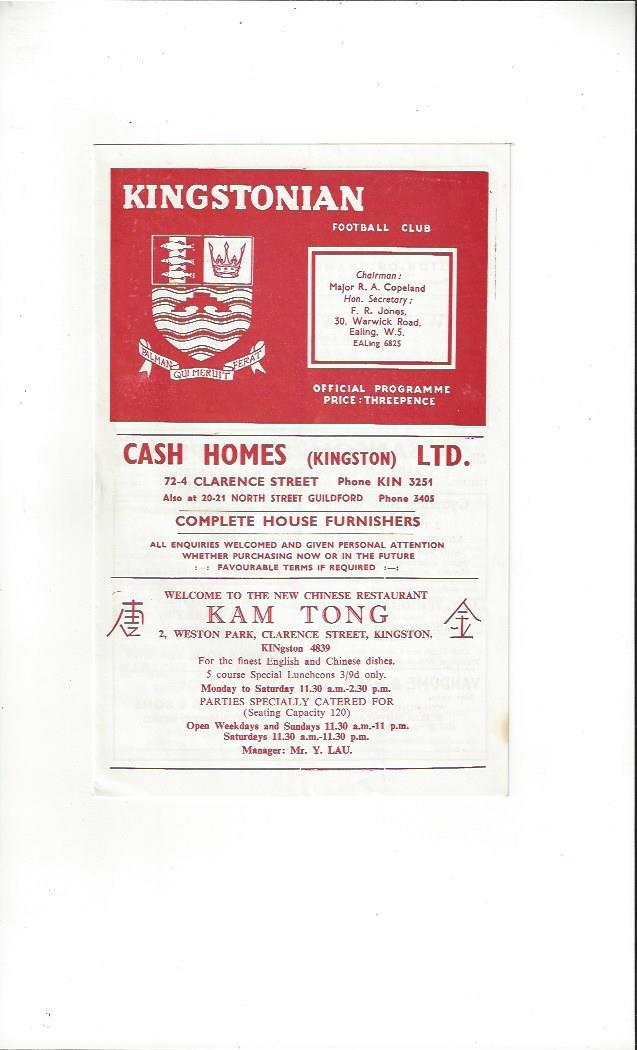 KINGSTONIAN
FOOTBALL CLUB
Chairman :
Major R. A. Copeland
Hon. Secretary :
F. R. Jones,
30, Warwick Road,
Ealing, W.5.
EALing 6825
PALMAM QUI MERUIT FERAT
OFFICIAL PROGRAMME
PRICE : THREEPENCE
CASH HOMES (KINGSTON) LTD.
72-4 CLARENCE STREET Phone KIN 3251
Also at 20-21 NORTH STREET GUILDFORD Phone 3405
COMPLETE HOUSE FURNISHERS
ALL ENQUIRIES WELCOMED AND GIVEN PERSONAL ATTENTION
WHETHER PURCHASING NOW OR IN THE FUTURE
:—: FAVOURABLE TERMS IF REQUIRED :—:
WELCOME TO THE NEW CHINESE RESTAURANT
唐 KAM TONG 金
2, WESTON PARK, CLARENCE STREET, KINGSTON.
KINgston 4839
For the finest English and Chinese dishes.
5 course Special Luncheons 3/9d only.
Monday to Saturday 11.30 a.m.-2.30 p.m.
PARTIES SPECIALLY CATERED FOR
(Seating Capacity 120)
Open Weekdays and Sundays 11.30 a.m.-11 p.m.
Saturdays 11.30 a.m.-11.30 p.m.
Manager: Mr. Y. LAU.